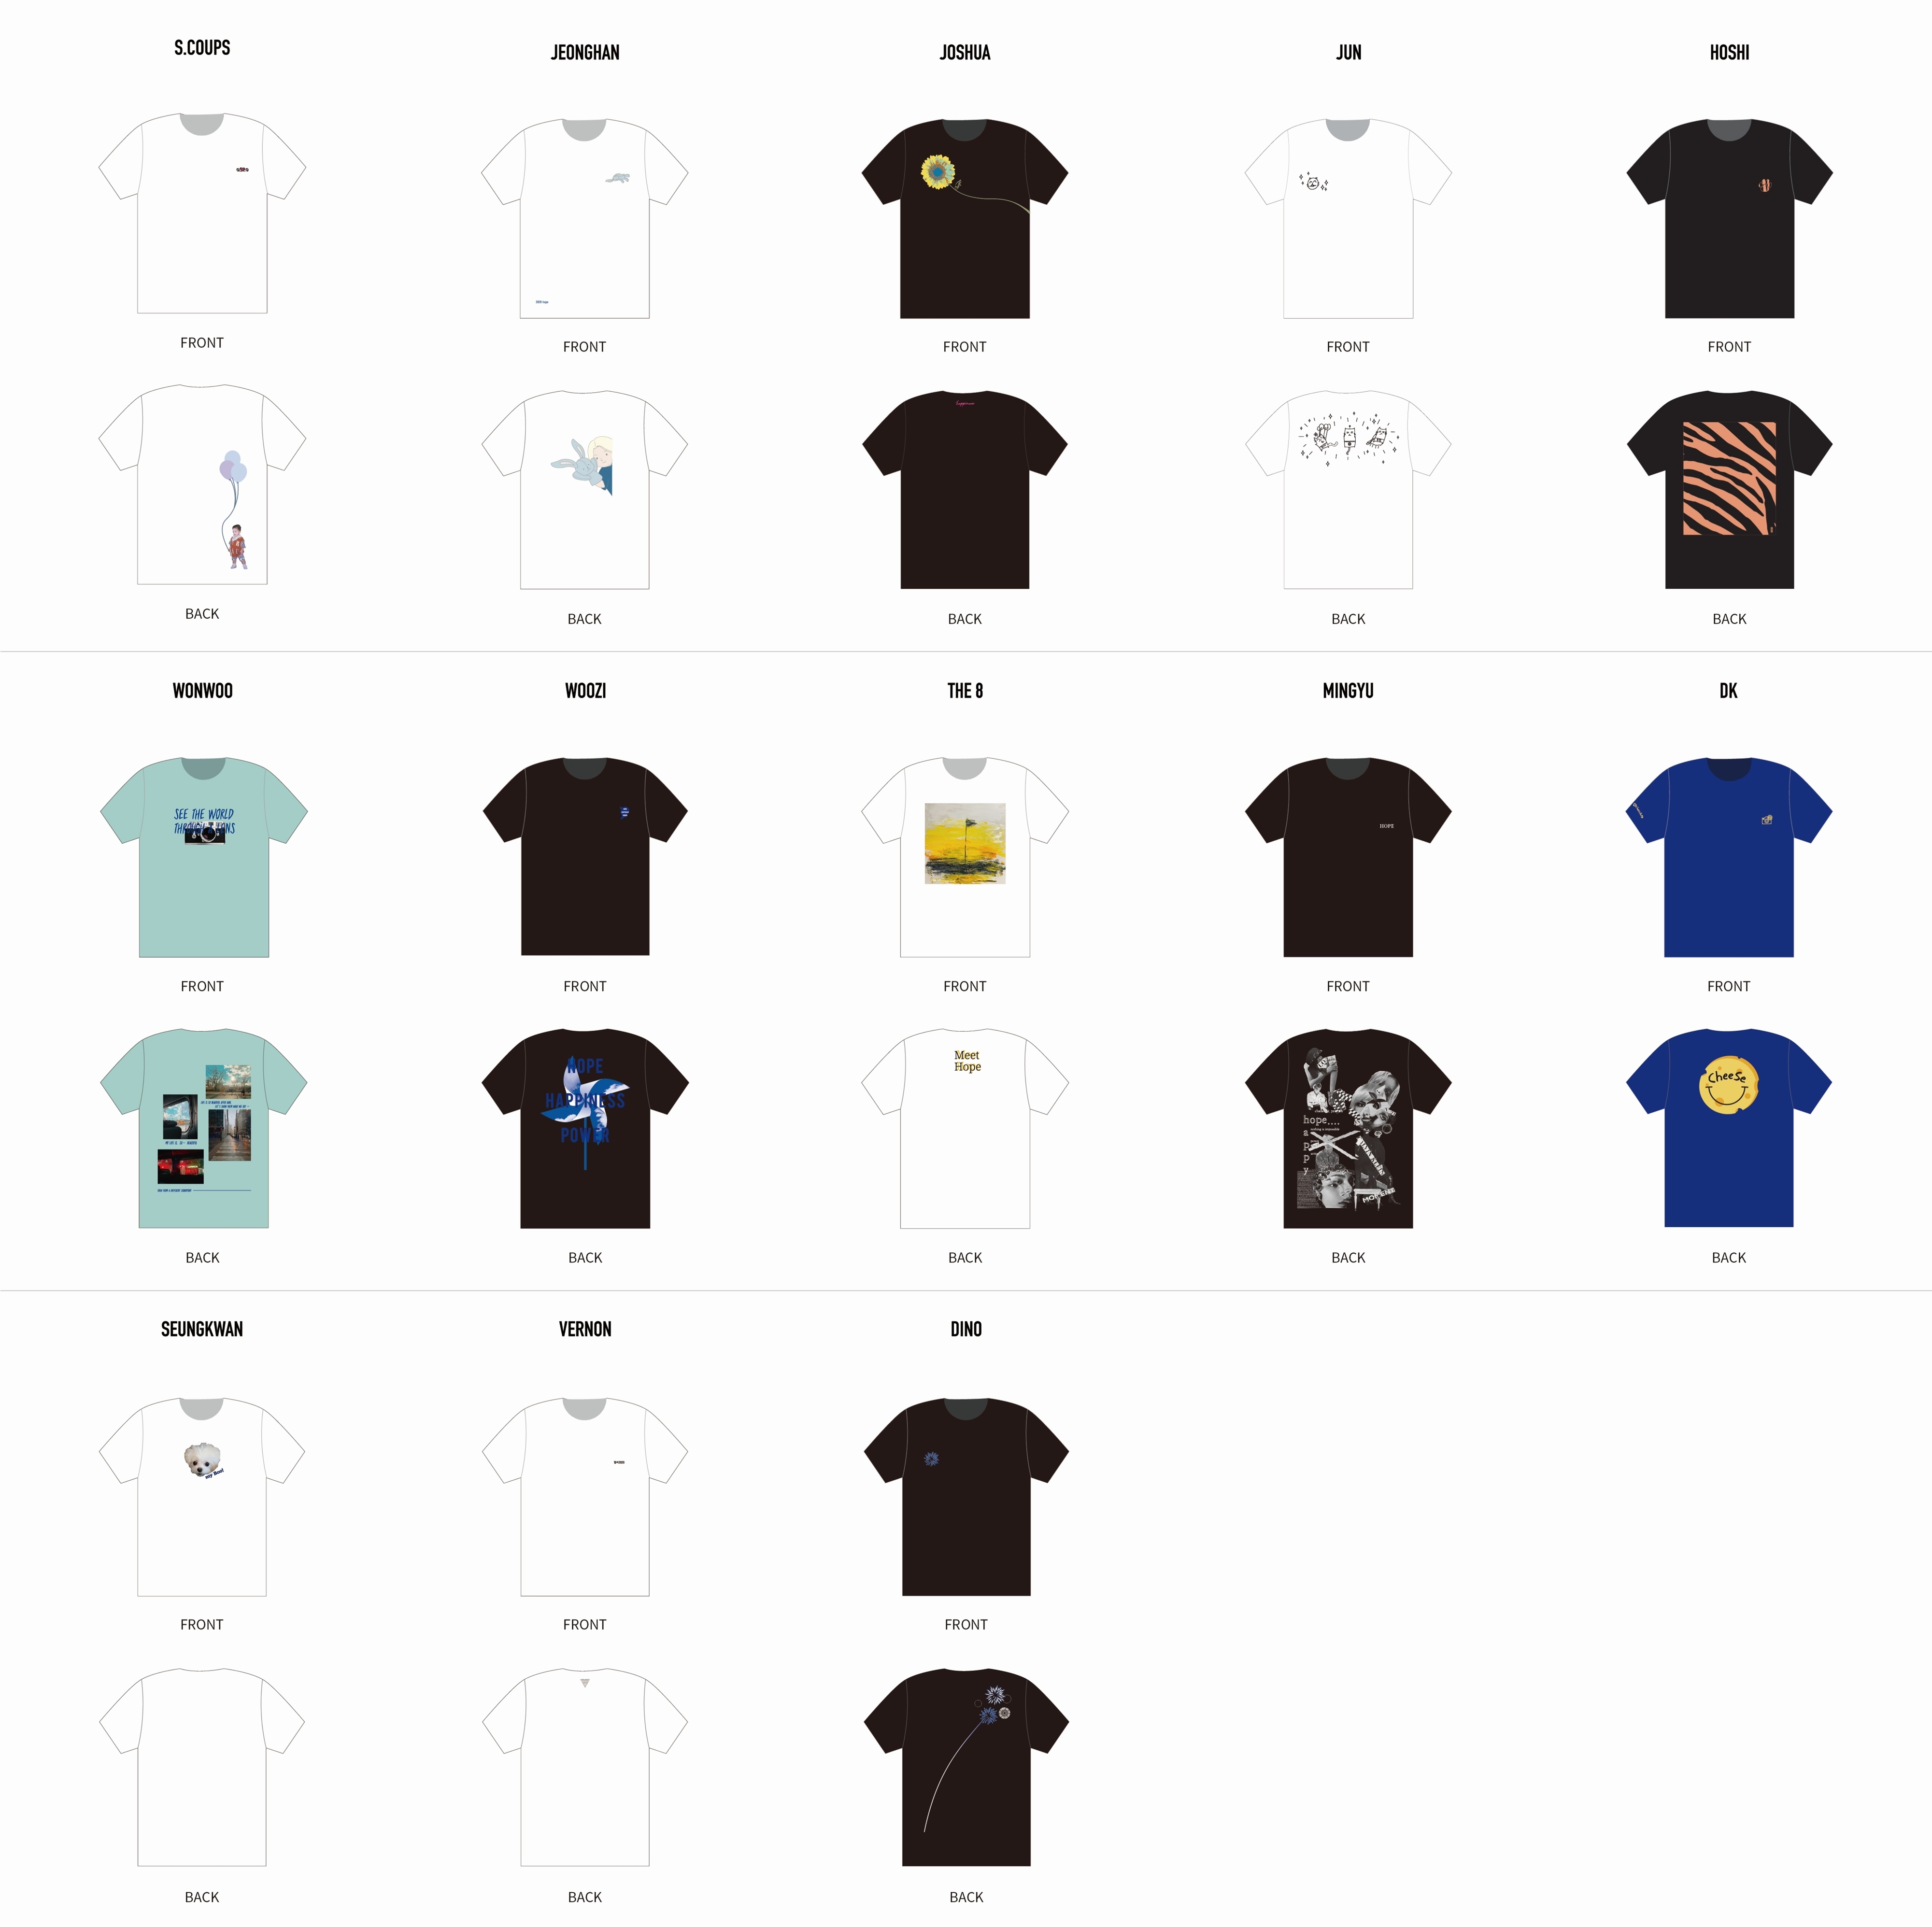 S.COUPS
JEONGHAN
JOSHUA
JUN
HOSHI
FRONT
FRONT
FRONT
FRONT
FRONT
BACK
BACK
BACK
BACK
BACK
WONWOO
WOOZI
THE 8
MINGYU
DK
SEE THE WORLD
HOPE
FRONT
FRONT
FRONT
FRONT
FRONT
HOPE
HAPPINESS
POWER
Meet
Hope
hope....
a
p
p
y
CheeSe
BACK
BACK
BACK
BACK
BACK
SEUNGKWAN
VERNON
DINO
my Boo!
FRONT
FRONT
FRONT
BACK
BACK
BACK